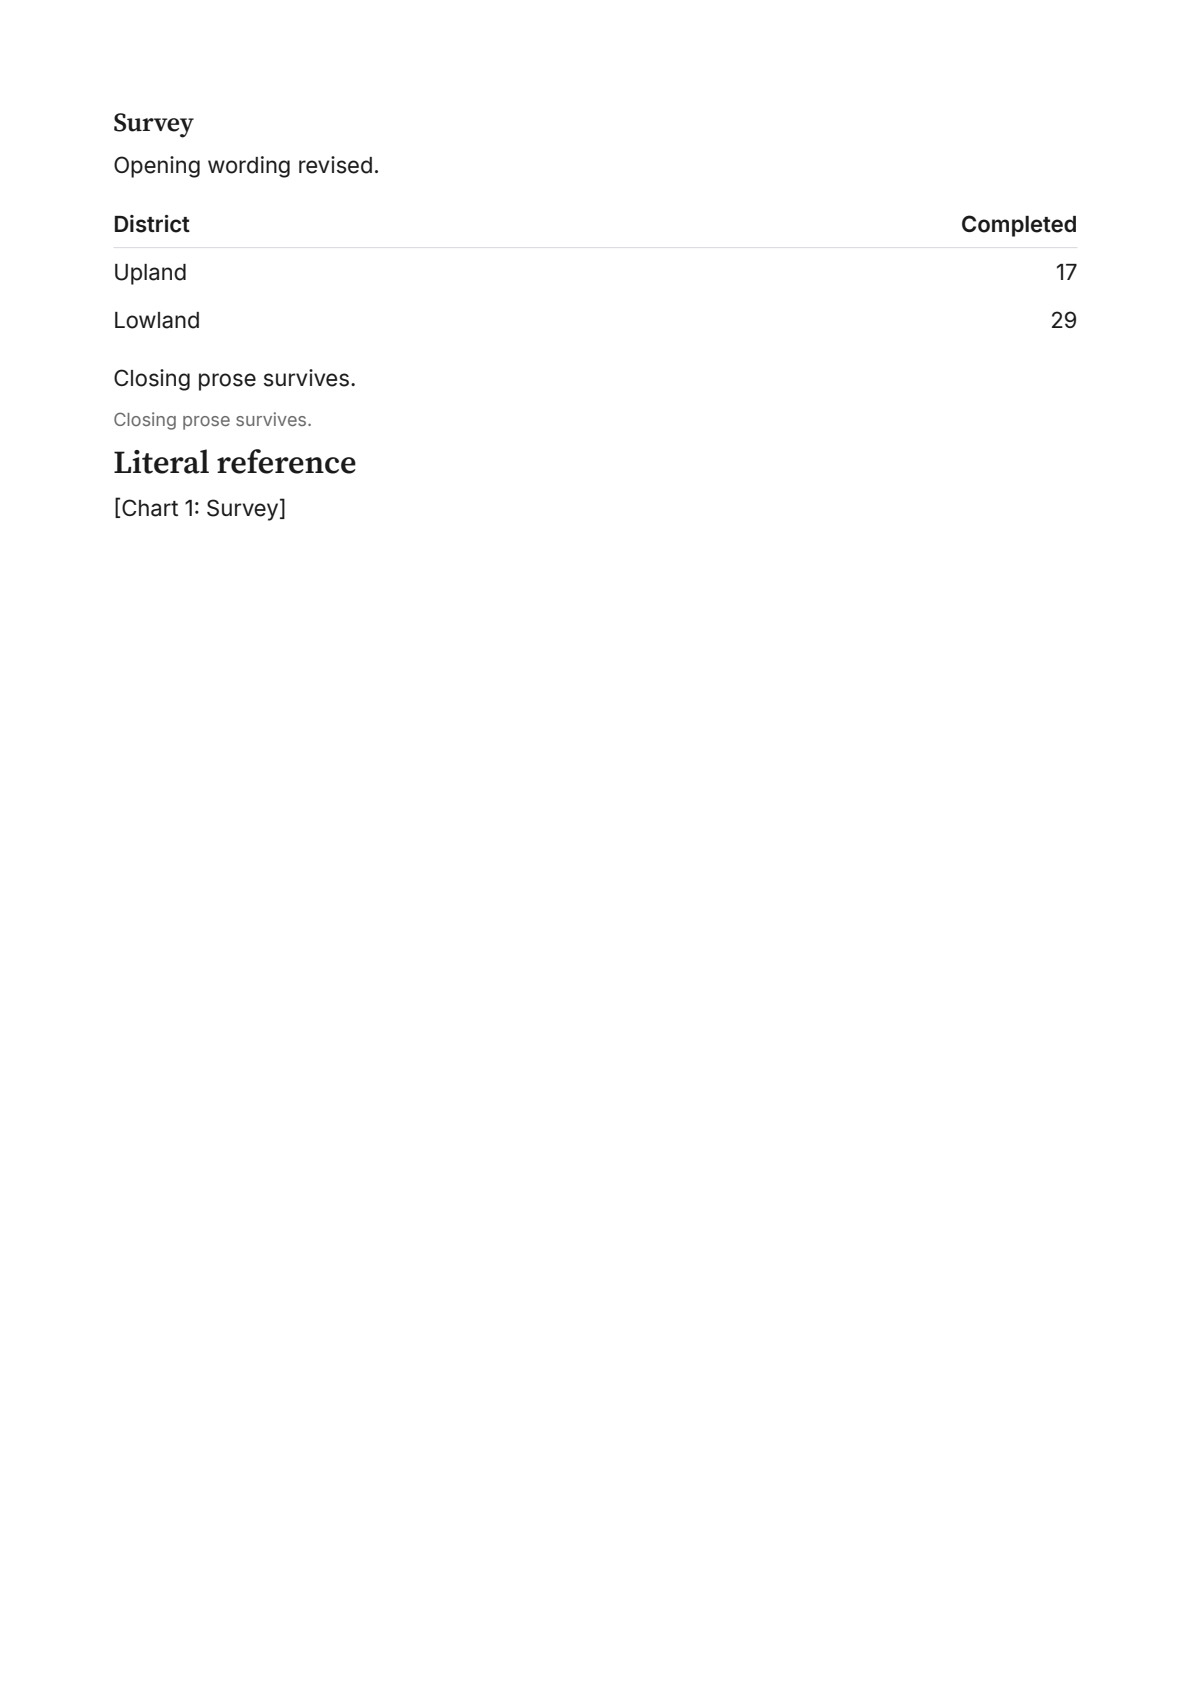 Survey
Opening wording revised.
District Completed
Upland 17
Lowland 29
Closing prose survives.
Closing prose survives.
Literal reference
[Chart 1: Survey]